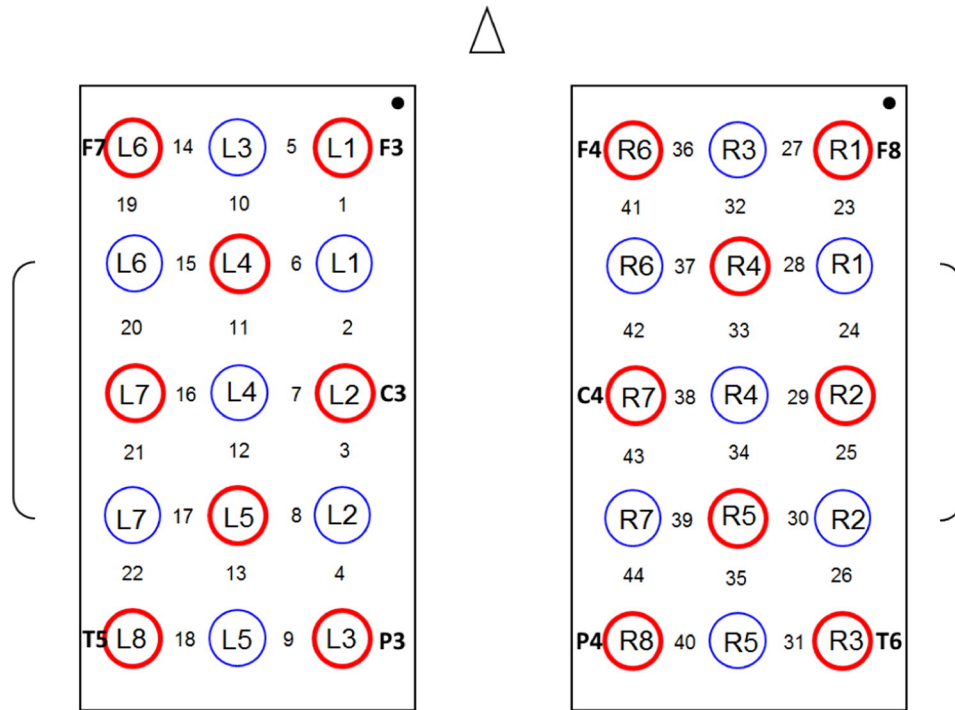 F7 L6 14 L3 5 L1 F3
19 10 1
L6 15 L4 6 L1
20 11 2
L7 16 L4 7 L2 C3
21 12 3
L7 17 L5 8 L2
22 13 4
T5 L8 18 L5 9 L3 P3
F4 R6 36 R3 27 R1 F8
41 32 23
R6 37 R4 28 R1
42 33 24
C4 R7 38 R4 29 R2
43 34 25
R7 39 R5 30 R2
44 35 26
P4 R8 40 R5 31 R3 T6